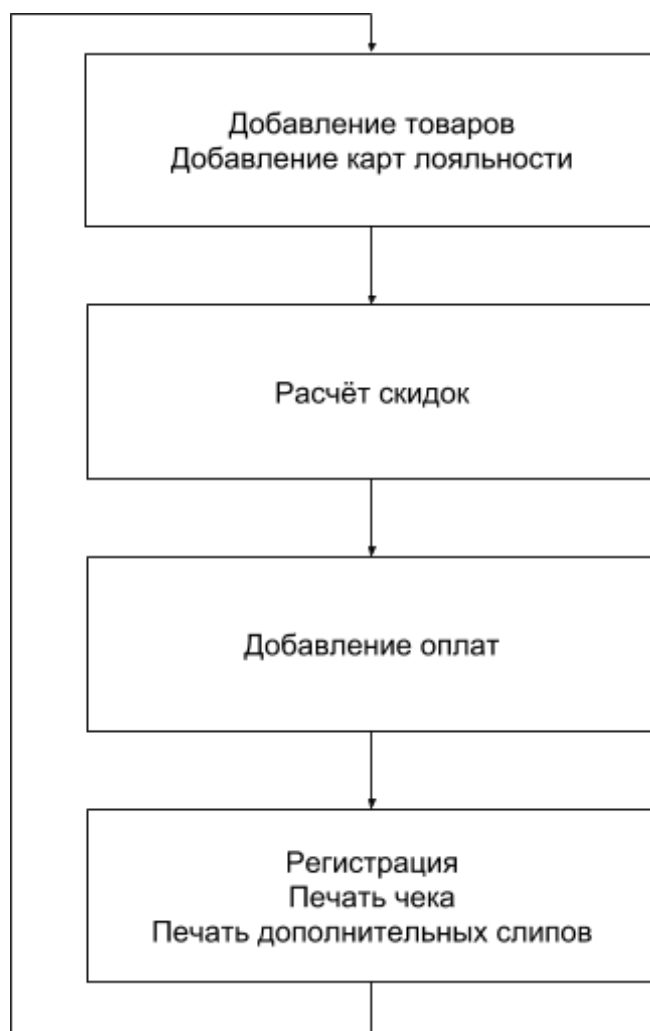 Добавление товаров
Добавление карт лояльности
Расчёт скидок
Добавление оплат
Регистрация
Печать чека
Печать дополнительных слипов